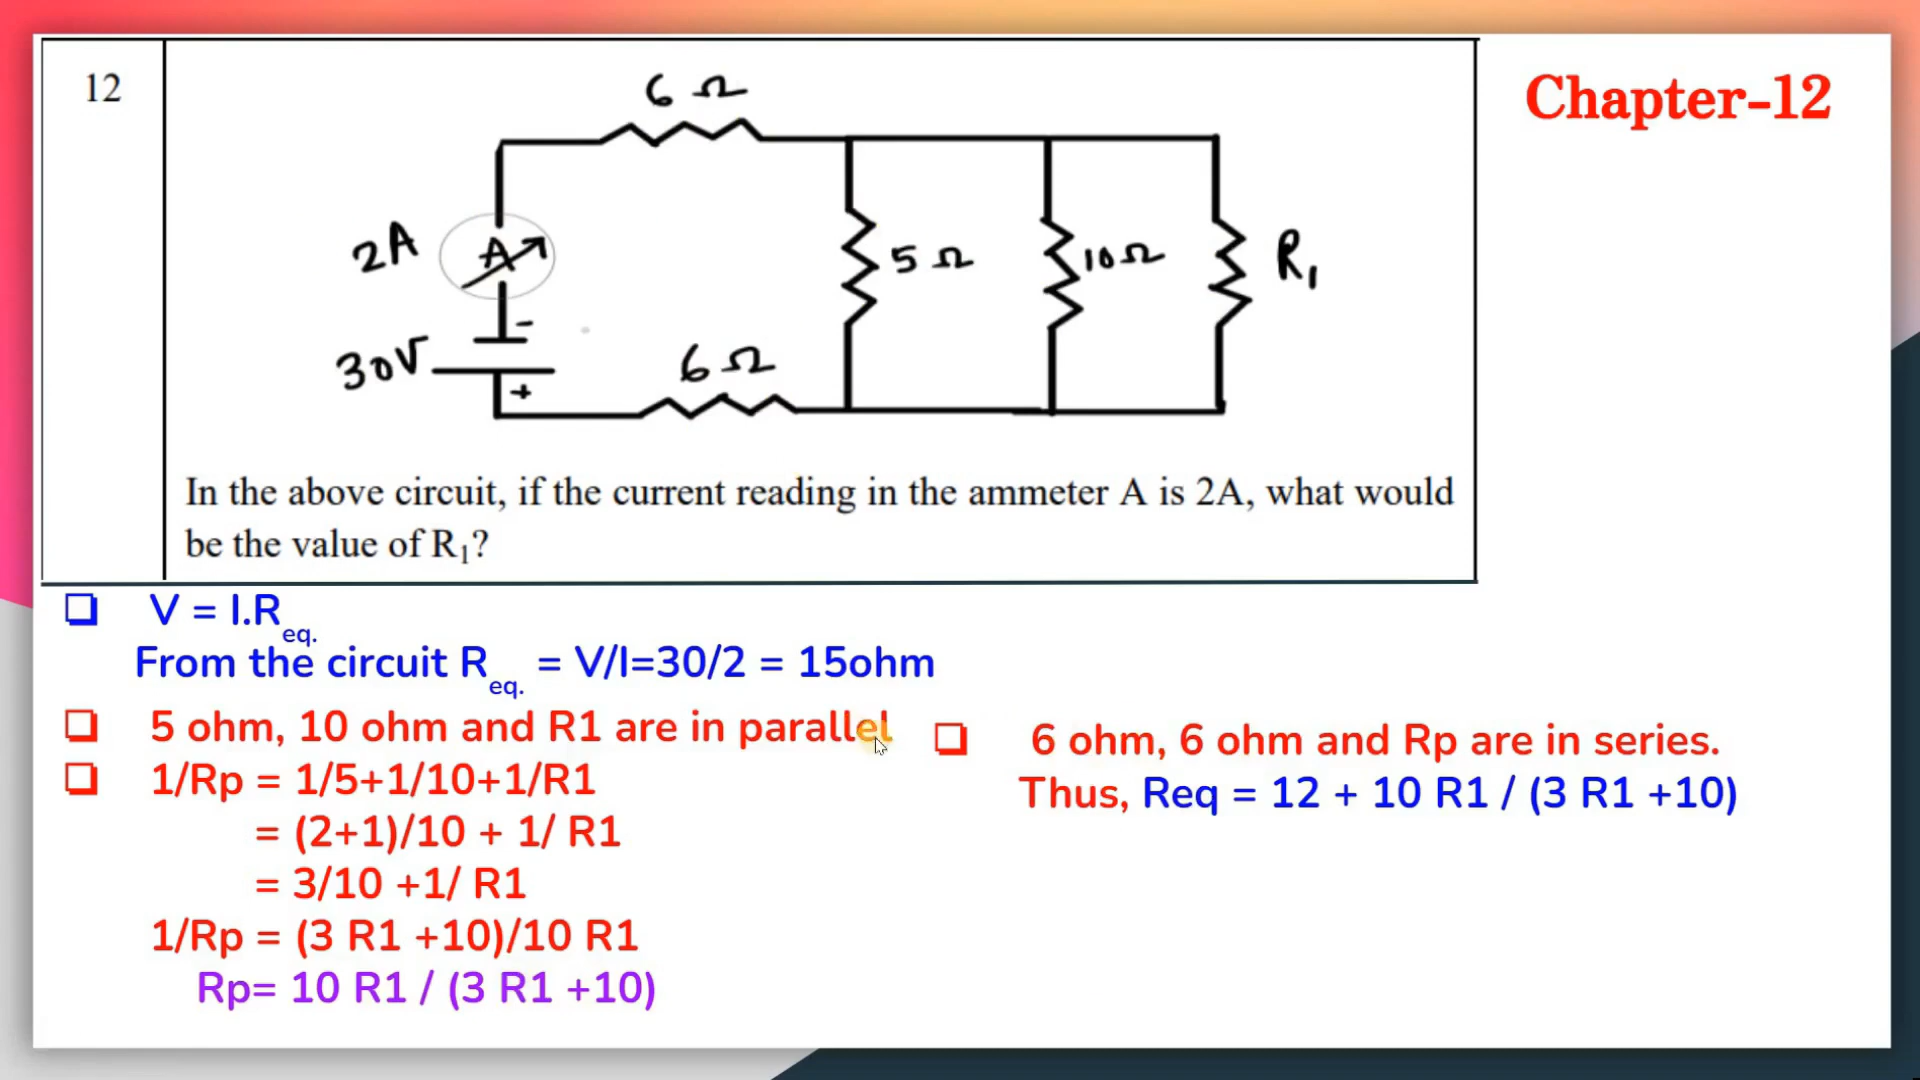 12
Chapter-12
6 Ω
2A
A
5 Ω
10Ω
R₁
-
30V
6 Ω
+
In the above circuit, if the current reading in the ammeter A is 2A, what would
be the value of R₁?
❏ V = I.Req.
From the circuit Req. = V/I=30/2 = 15ohm
❏ 5 ohm, 10 ohm and R1 are in parallel
❏ 1/Rp = 1/5+1/10+1/R1
= (2+1)/10 + 1/ R1
= 3/10 +1/ R1
1/Rp = (3 R1 +10)/10 R1
Rp= 10 R1 / (3 R1 +10)
❏ 6 ohm, 6 ohm and Rp are in series.
Thus, Req = 12 + 10 R1 / (3 R1 +10)